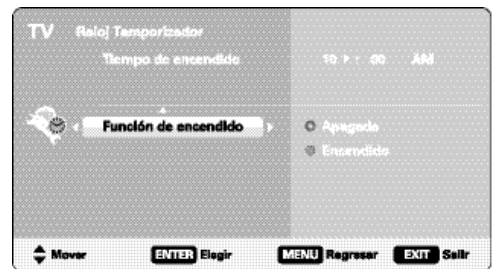 TV Reloj Temporizador
Tiempo de encendido 10 : 00 AM
Función de encendido
Apagado
Encendido
Mover ENTER Elegir MENU Regresar EXIT Salir